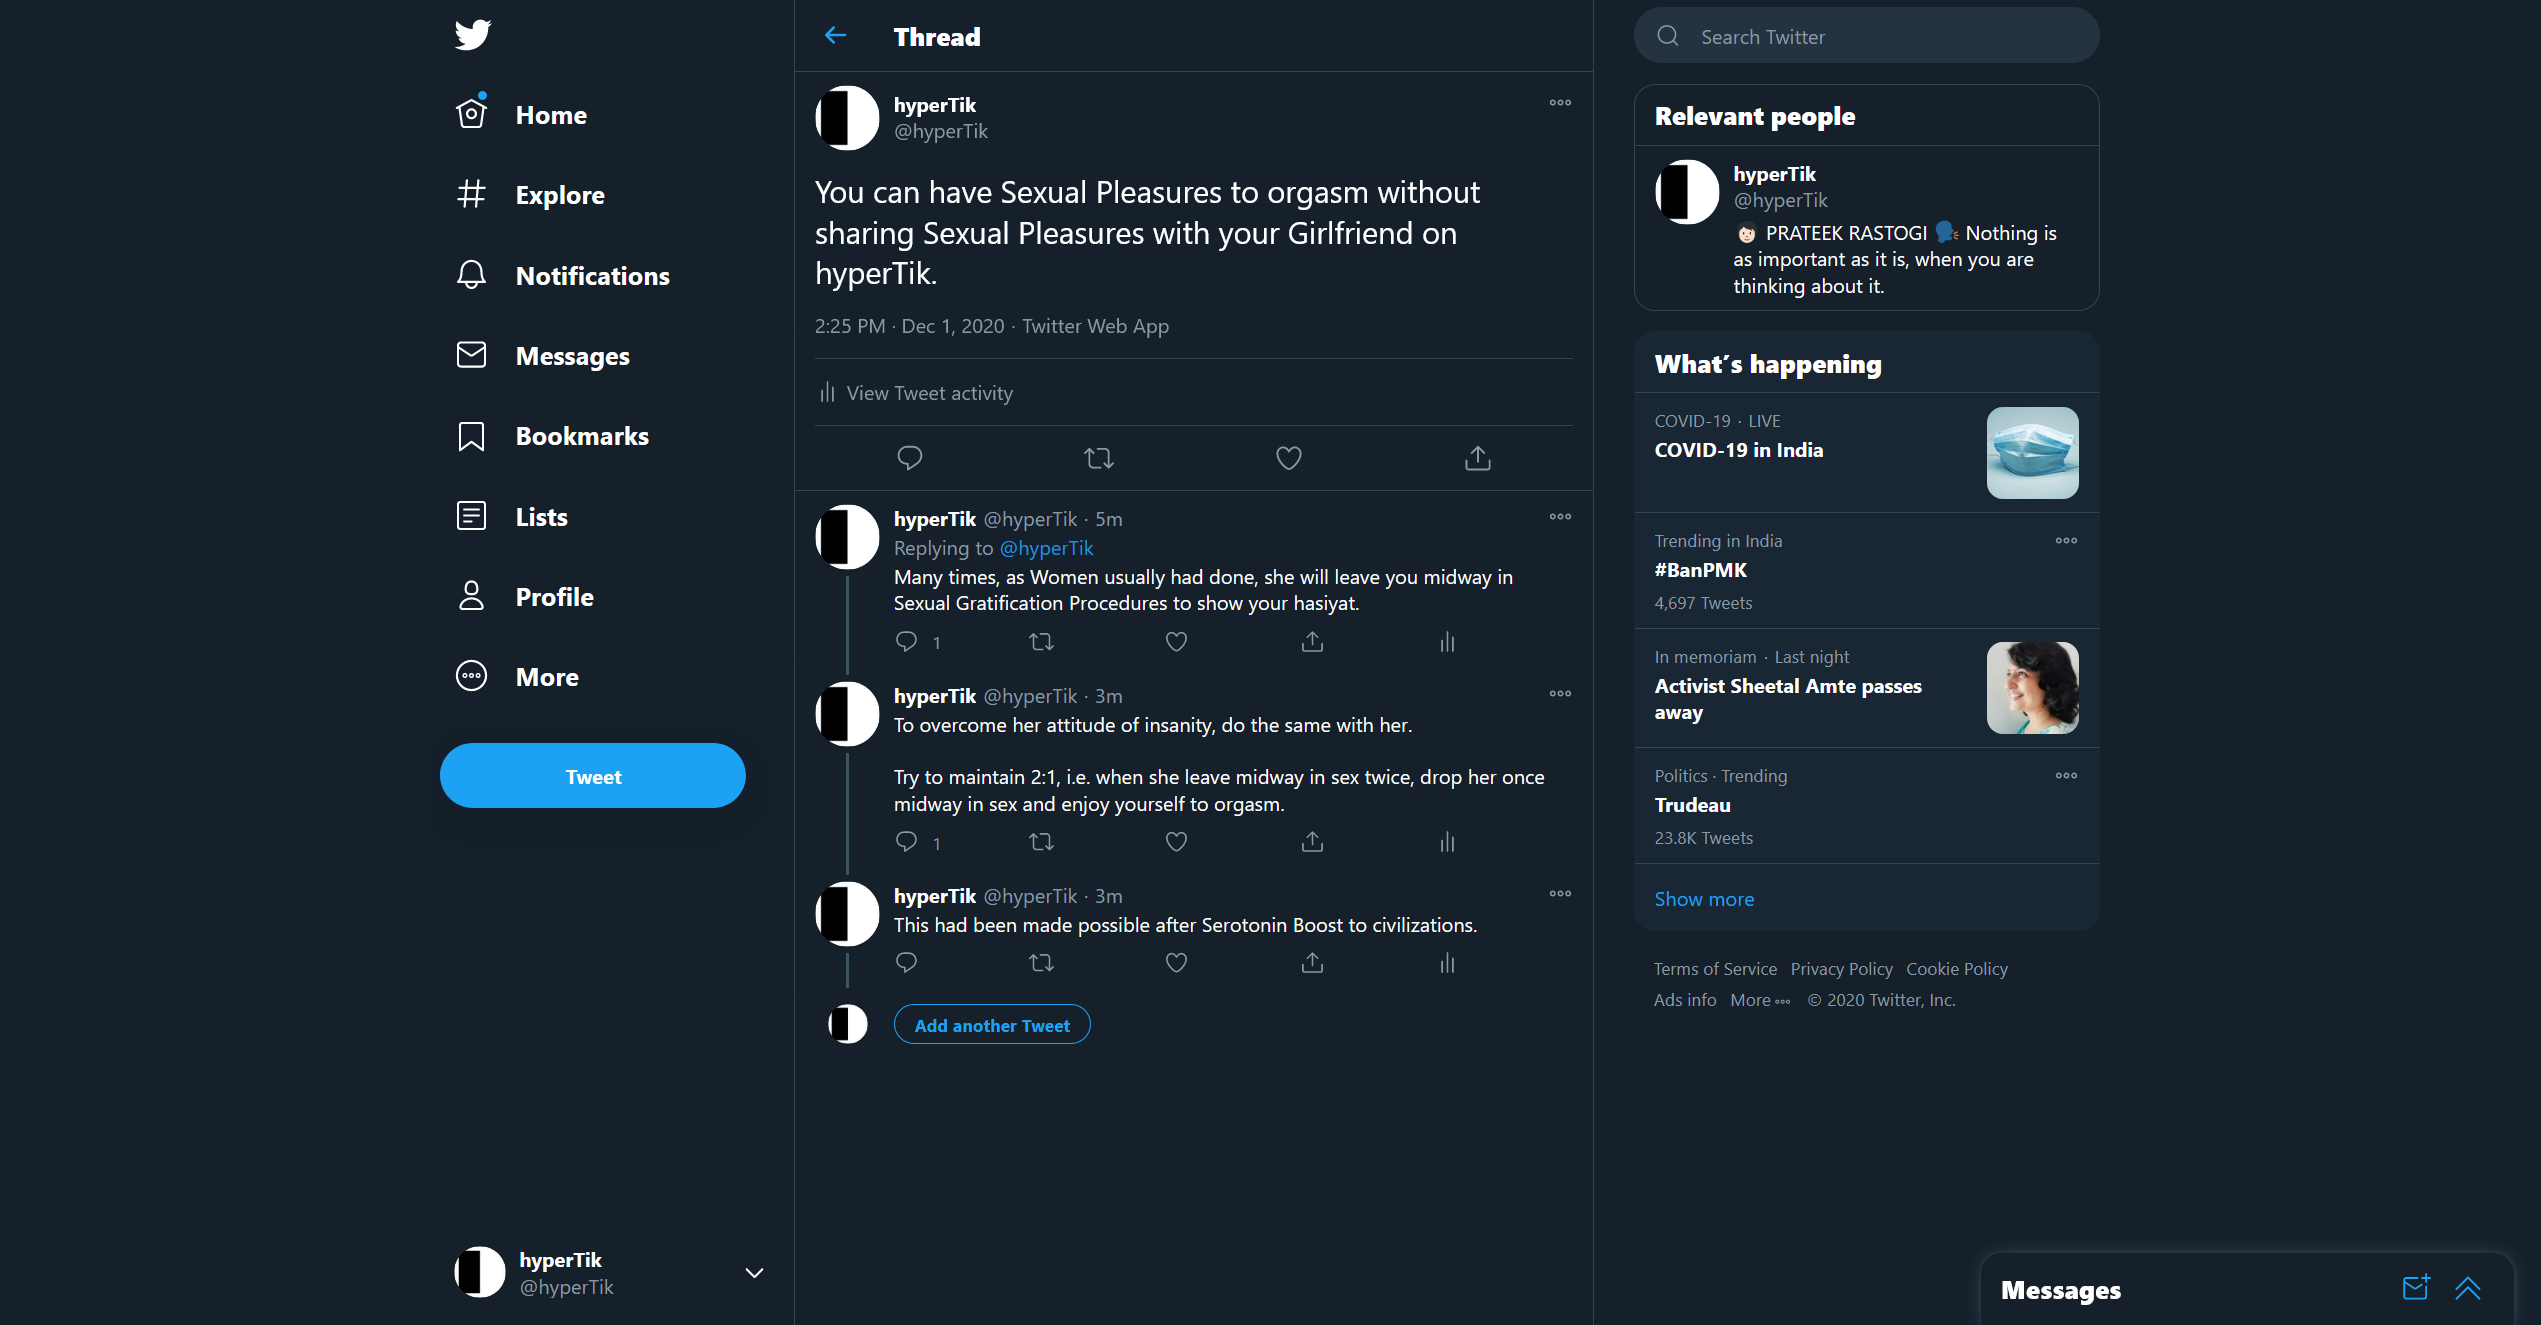 Home
Explore
Notifications
Messages
Bookmarks
Lists
Profile
More
Tweet
hyperTik
@hyperTik
Thread
hyperTik
@hyperTik
You can have Sexual Pleasures to orgasm without
sharing Sexual Pleasures with your Girlfriend on
hyperTik.
2:25 PM · Dec 1, 2020 · Twitter Web App
View Tweet activity
hyperTik @hyperTik · 5m
Replying to @hyperTik
Many times, as Women usually had done, she will leave you midway in
Sexual Gratification Procedures to show your hasiyat.
1
hyperTik @hyperTik · 3m
To overcome her attitude of insanity, do the same with her.
Try to maintain 2:1, i.e. when she leave midway in sex twice, drop her once
midway in sex and enjoy yourself to orgasm.
1
hyperTik @hyperTik · 3m
This had been made possible after Serotonin Boost to civilizations.
Add another Tweet
Search Twitter
Relevant people
hyperTik
@hyperTik
PRATEEK RASTOGI Nothing is
as important as it is, when you are
thinking about it.
What's happening
COVID-19 · LIVE
COVID-19 in India
Trending in India
#BanPMK
4,697 Tweets
In memoriam · Last night
Activist Sheetal Amte passes
away
Politics · Trending
Trudeau
23.8K Tweets
Show more
Terms of Service Privacy Policy Cookie Policy
Ads info More © 2020 Twitter, Inc.
Messages